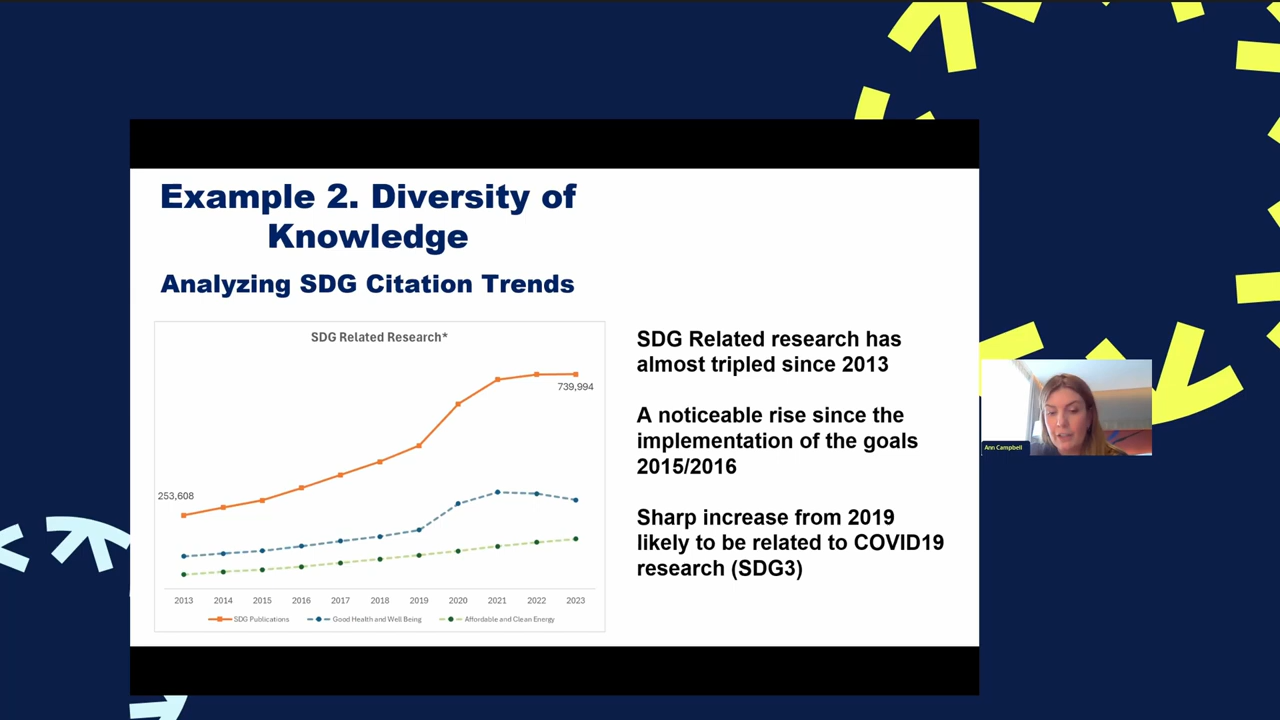 Example 2. Diversity of
Knowledge
Analyzing SDG Citation Trends
SDG Related Research*
739,994
253,608
2013 2014 2015 2016 2017 2018 2019 2020 2021 2022 2023
SDG Publications Good Health and Well Being Affordable and Clean Energy
SDG Related research has
almost tripled since 2013
A noticeable rise since the
implementation of the goals
2015/2016
Sharp increase from 2019
likely to be related to COVID19
research (SDG3)
Ann Campbell